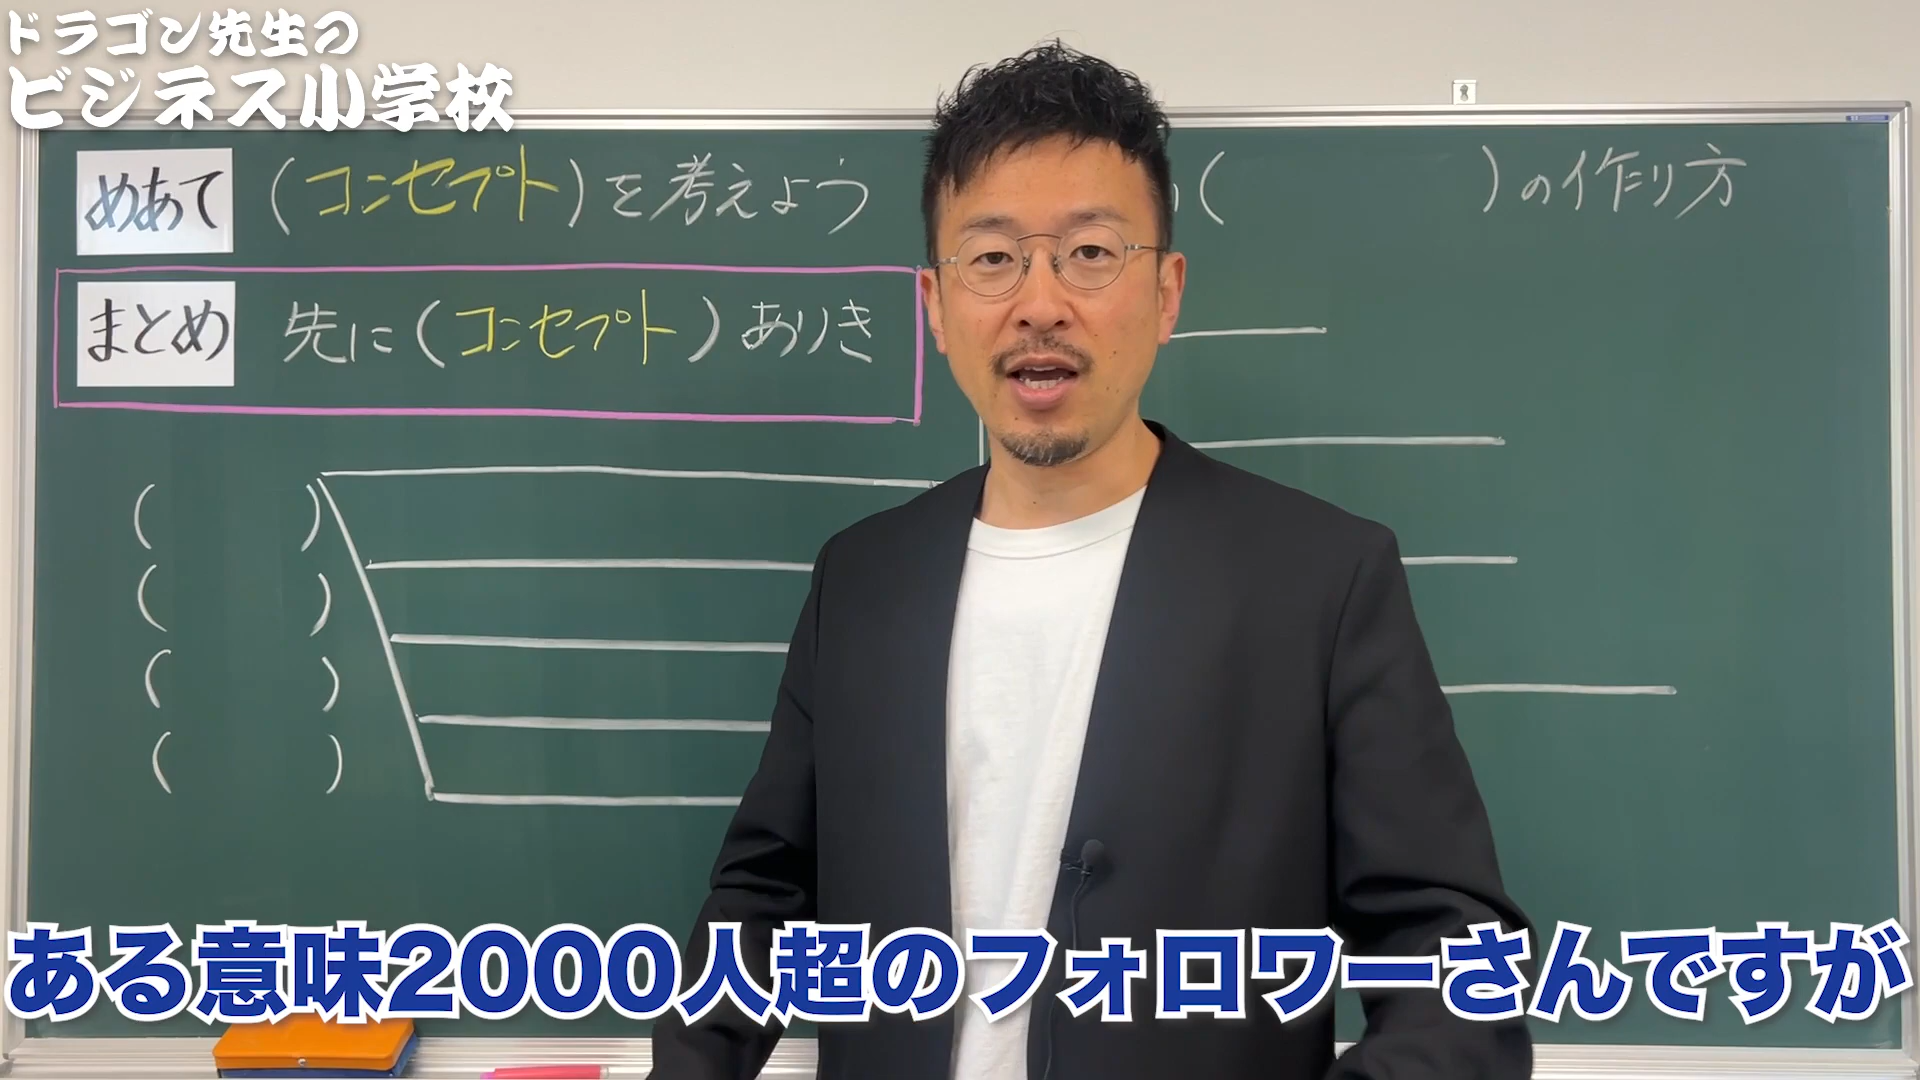 ドラゴン先生の
ビジネス小学校
めあて (コンセプト)を考えよう
( )の作り方
まとめ 先に(コンセプト)ありき
( )
( )
( )
( )
ある意味2000人超のフォロワーさんですが